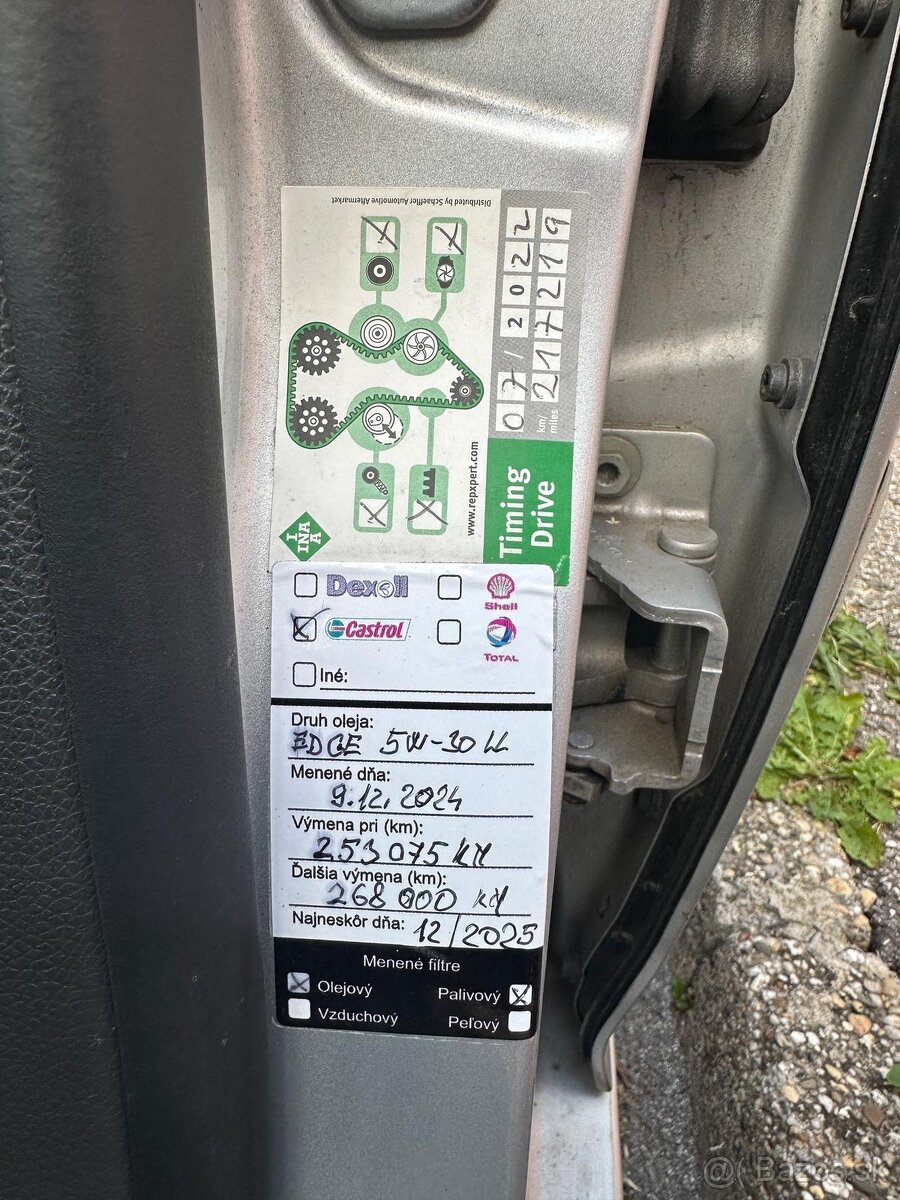 Distributed by Schaeffler Automotive Aftermarket
07/2022
km/miles 217219
www.repxpert.com
Timing
Drive
INA
INA
Dexoll
Shell
Castrol
TOTAL
Iné:
Druh oleja:
EDGE 5W-30 LL
Menené dňa:
9.12.2024
Výmena pri (km):
253 075 KM
Ďalšia výmena (km):
268 000 KM
Najneskôr dňa: 12/2025
Menené filtre
Olejový
Palivový
Vzduchový
Peľový
@Bazos.sk